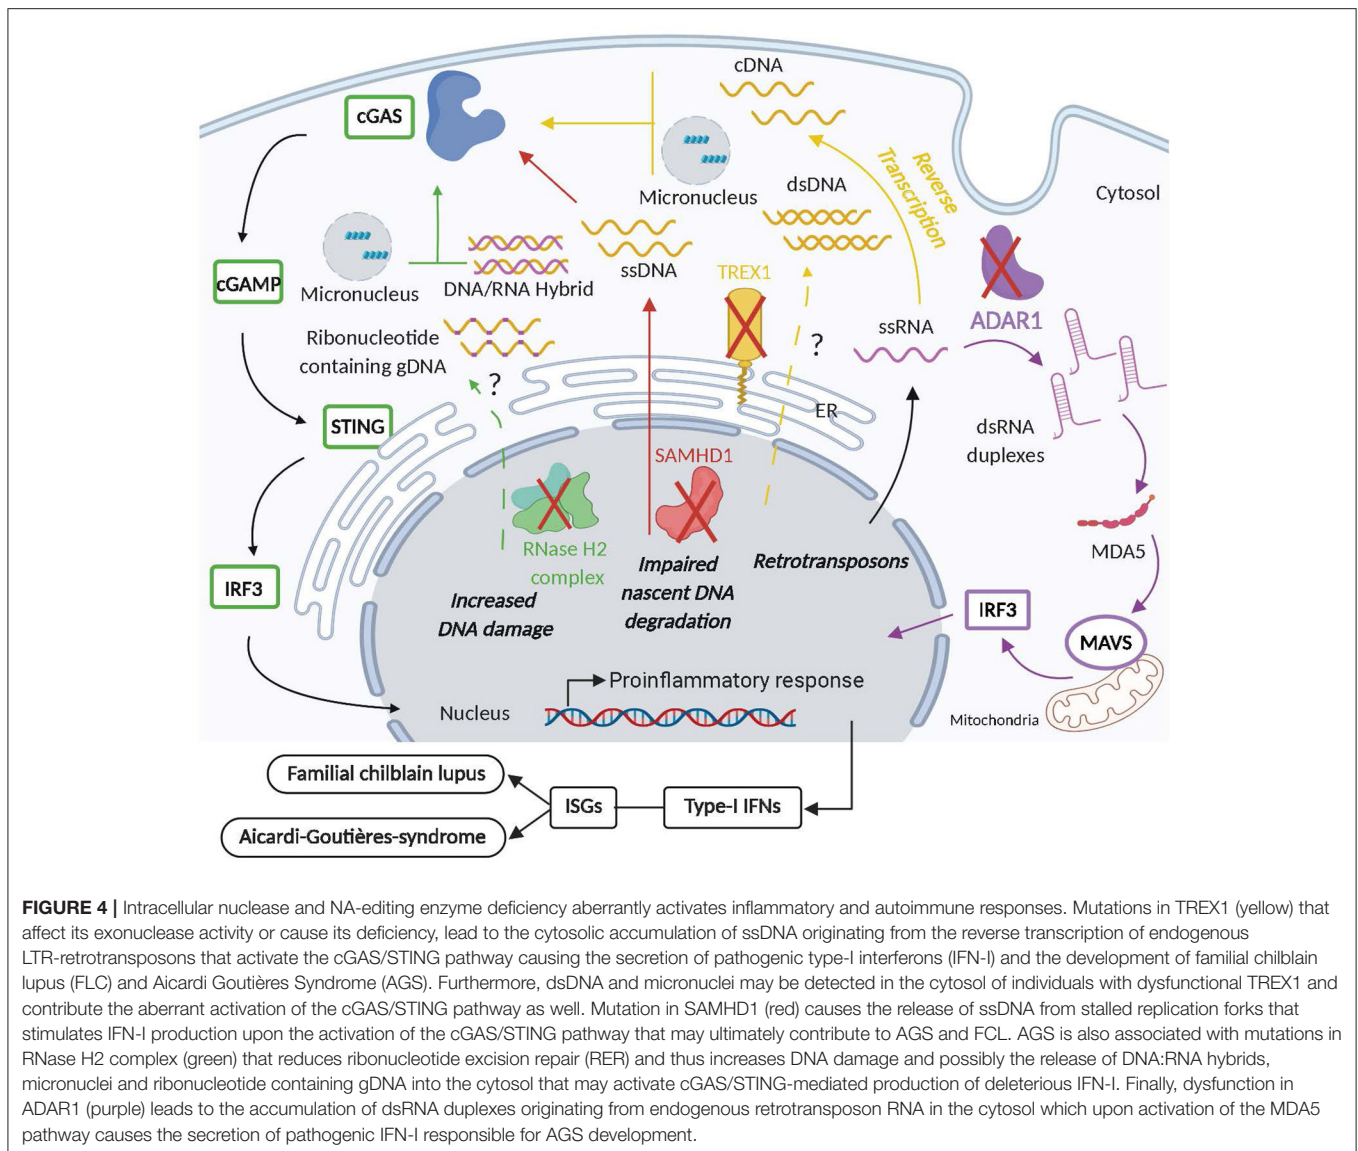 cDNA
cGAS
Micronucleus
dsDNA
Reverse
Transcription
Cytosol
ssDNA
TREX1
cGAMP
Micronucleus
DNA/RNA Hybrid
ssRNA
ADAR1
Ribonucleotide
containing gDNA
?
?
ER
STING
dsRNA
duplexes
SAMHD1
MDA5
RNase H2
complex
Impaired
nascent DNA
degradation
Retrotransposons
IRF3
Increased
DNA damage
IRF3
MAVS
Proinflammatory response
Nucleus
Mitochondria
Familial chilblain lupus
ISGs
Type-I IFNs
Aicardi-Goutières-syndrome
FIGURE 4 | Intracellular nuclease and NA-editing enzyme deficiency aberrantly activates inflammatory and autoimmune responses. Mutations in TREX1 (yellow) that
affect its exonuclease activity or cause its deficiency, lead to the cytosolic accumulation of ssDNA originating from the reverse transcription of endogenous
LTR-retrotransposons that activate the cGAS/STING pathway causing the secretion of pathogenic type-I interferons (IFN-I) and the development of familial chilblain
lupus (FLC) and Aicardi Goutières Syndrome (AGS). Furthermore, dsDNA and micronuclei may be detected in the cytosol of individuals with dysfunctional TREX1 and
contribute the aberrant activation of the cGAS/STING pathway as well. Mutation in SAMHD1 (red) causes the release of ssDNA from stalled replication forks that
stimulates IFN-I production upon the activation of the cGAS/STING pathway that may ultimately contribute to AGS and FCL. AGS is also associated with mutations in
RNase H2 complex (green) that reduces ribonucleotide excision repair (RER) and thus increases DNA damage and possibly the release of DNA:RNA hybrids,
micronuclei and ribonucleotide containing gDNA into the cytosol that may activate cGAS/STING-mediated production of deleterious IFN-I. Finally, dysfunction in
ADAR1 (purple) leads to the accumulation of dsRNA duplexes originating from endogenous retrotransposon RNA in the cytosol which upon activation of the MDA5
pathway causes the secretion of pathogenic IFN-I responsible for AGS development.